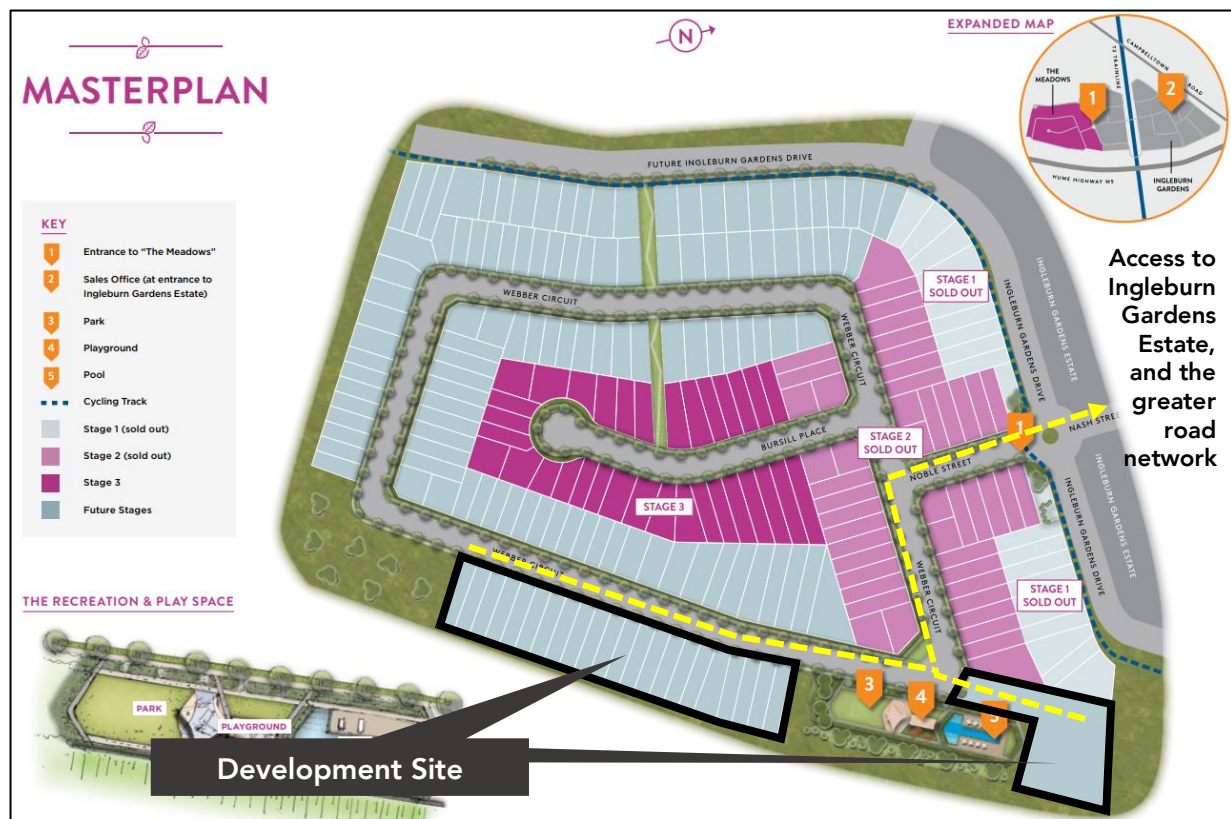 MASTERPLAN
N
EXPANDED MAP
THE
MEADOWS
1
2
T2 TRAINLINE
CAMPBELLTOWN
ROAD
HUME HIGHWAY M5
INGLEBURN
GARDENS
KEY
1 Entrance to “The Meadows”
2 Sales Office (at entrance to
Ingleburn Gardens Estate)
3 Park
4 Playground
5 Pool
Cycling Track
Stage 1 (sold out)
Stage 2 (sold out)
Stage 3
Future Stages
FUTURE INGLEBURN GARDENS DRIVE
WEBBER CIRCUIT
WEBBER CIRCUIT
BURSILL PLACE
STAGE 1
SOLD OUT
INGLEBURN GARDENS DRIVE
INGLEBURN GARDENS ESTATE
Access to
Ingleburn
Gardens
Estate,
and the
greater
road
network
1
NASH STREE
STAGE 2
SOLD OUT
NOBLE STREET
STAGE 3
WEBBER CIRCUIT
WEBBER CIRCUIT
STAGE 1
SOLD OUT
INGLEBURN GARDENS DRIVE
INGLEBURN GARDENS ESTATE
3
4
5
THE RECREATION & PLAY SPACE
PARK
PLAYGROUND
Development Site